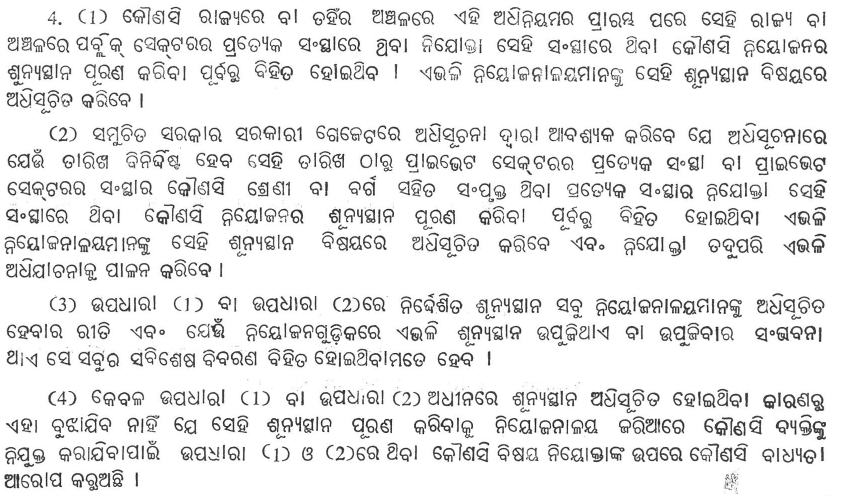 4. (1) କୌଣସି ରାଜ୍ୟରେ ବା ତହିଁର ଅଞ୍ଚଳରେ ଏହି ଅଧିନିୟମର ପ୍ରାରମ୍ଭ ପରେ ସେହି ରାଜ୍ୟ ବା
ଅଞ୍ଚଳରେ ପବ୍ଲିକ୍ ସେକ୍ଟରର ପ୍ରତ୍ୟେକ ସଂସ୍ଥାରେ ଥିବା ନିଯୋକ୍ତା ସେହି ସଂସ୍ଥାରେ ଥିବା କୌଣସି ନିୟୋଜନର
ଶୂନ୍ୟସ୍ଥାନ ପୂରଣ କରିବା ପୂର୍ବରୁ ବିହିତ ହୋଇଥିବ । ଏଭଳି ନିୟୋଜନାଳୟମାନଙ୍କୁ ସେହି ଶୂନ୍ୟସ୍ଥାନ ବିଷୟରେ
ଅଧିସୂଚିତ କରିବେ ।
(2) ସମୁଚିତ ସରକାର ସରକାରୀ ଗେଜେଟରେ ଅଧିସୂଚନା ଦ୍ୱାରା ଆବଶ୍ୟକ କରିବେ ଯେ ଅଧିସୂଚନାରେ
ଯେଉଁ ତାରିଖ ବିନିର୍ଦ୍ଦିଷ୍ଟ ହେବ ସେହି ତାରିଖ ଠାରୁ ପ୍ରାଇଭେଟ ସେକ୍ଟରର ପ୍ରତ୍ୟେକ ସଂସ୍ଥା ବା ପ୍ରାଇଭେଟ
ସେକ୍ଟରର ସଂସ୍ଥାର କୌଣସି ଶ୍ରେଣୀ ବା ବର୍ଗ ସହିତ ସଂପୃକ୍ତ ଥିବା ପ୍ରତ୍ୟେକ ସଂସ୍ଥାର ନିଯୋକ୍ତା ସେହି
ସଂସ୍ଥାରେ ଥିବା କୌଣସି ନିୟୋଜନର ଶୂନ୍ୟସ୍ଥାନ ପୂରଣ କରିବା ପୂର୍ବରୁ ବିହିତ ହୋଇଥିବା ଏଭଳି
ନିୟୋଜନାଳୟମାନଙ୍କୁ ସେହି ଶୂନ୍ୟସ୍ଥାନ ବିଷୟରେ ଅଧିସୂଚିତ କରିବେ ଏବଂ ନିଯୋକ୍ତା ତଦୁପରି ଏଭଳି
ଅଧିଯାଚନାକୁ ପାଳନ କରିବେ ।
(3) ଉପଧାରା (1) ବା ଉପଧାରା (2)ରେ ନିର୍ଦ୍ଦେଶିତ ଶୂନ୍ୟସ୍ଥାନ ସବୁ ନିୟୋଜନାଳୟମାନଙ୍କୁ ଅଧିସୂଚିତ
ହେବାର ରୀତି ଏବଂ ଯେଉଁ ନିୟୋଜନଗୁଡ଼ିକରେ ଏଭଳି ଶୂନ୍ୟସ୍ଥାନ ଉପୁଜିଥାଏ ବା ଉପୁଜିବାର ସଂଭବନା
ଥାଏ ସେ ସବୁର ସବିଶେଷ ବିବରଣ ବିହିତ ହୋଇଥିବାମତେ ହେବ ।
(4) କେବଳ ଉପଧାରା (1) ବା ଉପଧାରା (2) ଅଧୀନରେ ଶୂନ୍ୟସ୍ଥାନ ଅଧିସୂଚିତ ହୋଇଥିବା କାରଣରୁ
ଏହା ବୁଝାଯିବ ନାହିଁ ଯେ ସେହି ଶୂନ୍ୟସ୍ଥାନ ପୂରଣ କରିବାକୁ ନିୟୋଜନାଳୟ ଜରିଆରେ କୌଣସି ବ୍ୟକ୍ତିଙ୍କୁ
ନିଯୁକ୍ତ କରାଯିବାପାଇଁ ଉପଧାରା (1) ଓ (2)ରେ ଥିବା କୌଣସି ବିଷୟ ନିୟୋକ୍ତାଙ୍କ ଉପରେ କୌଣସି ବାଧ୍ୟତା
ଆରୋପ କରୁଅଛି ।